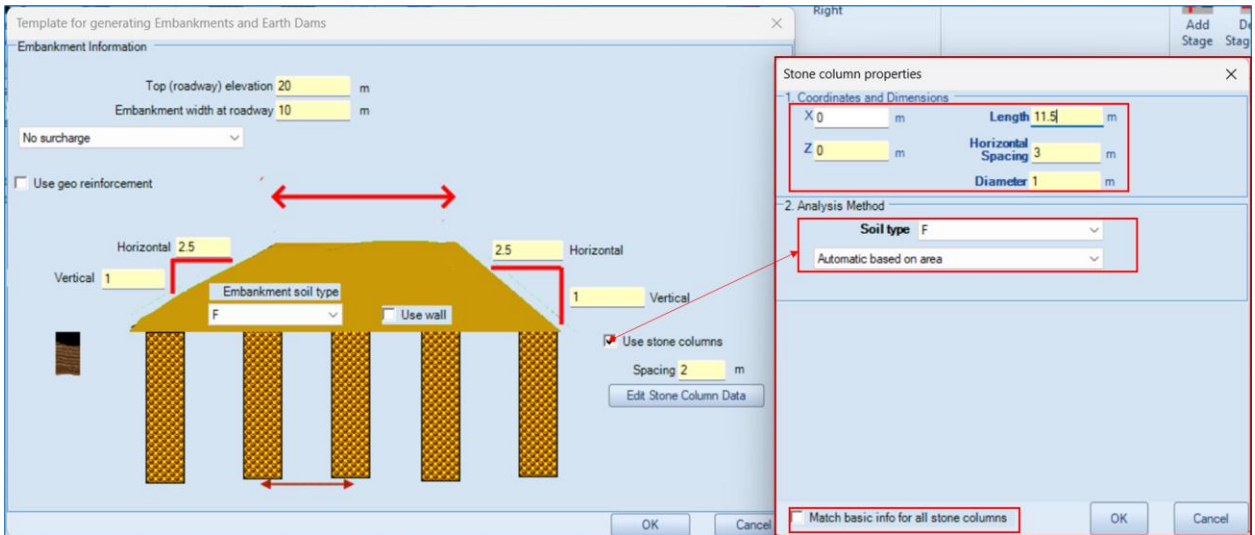 Right
Add
Stage
De
Stag
Template for generating Embankments and Earth Dams
Embankment Information
Top (roadway) elevation 20 m
Embankment width at roadway 10 m
No surcharge
Use geo reinforcement
Horizontal 2.5
Vertical 1
2.5 Horizontal
1 Vertical
Embankment soil type
F
Use wall
Use stone columns
Spacing 2 m
Edit Stone Column Data
OK
Cancel
Stone column properties
1. Coordinates and Dimensions
X 0 m
Length 11.5 m
Z 0 m
Horizontal
Spacing 3 m
Diameter 1 m
2. Analysis Method
Soil type F
Automatic based on area
Match basic info for all stone columns
OK
Cancel